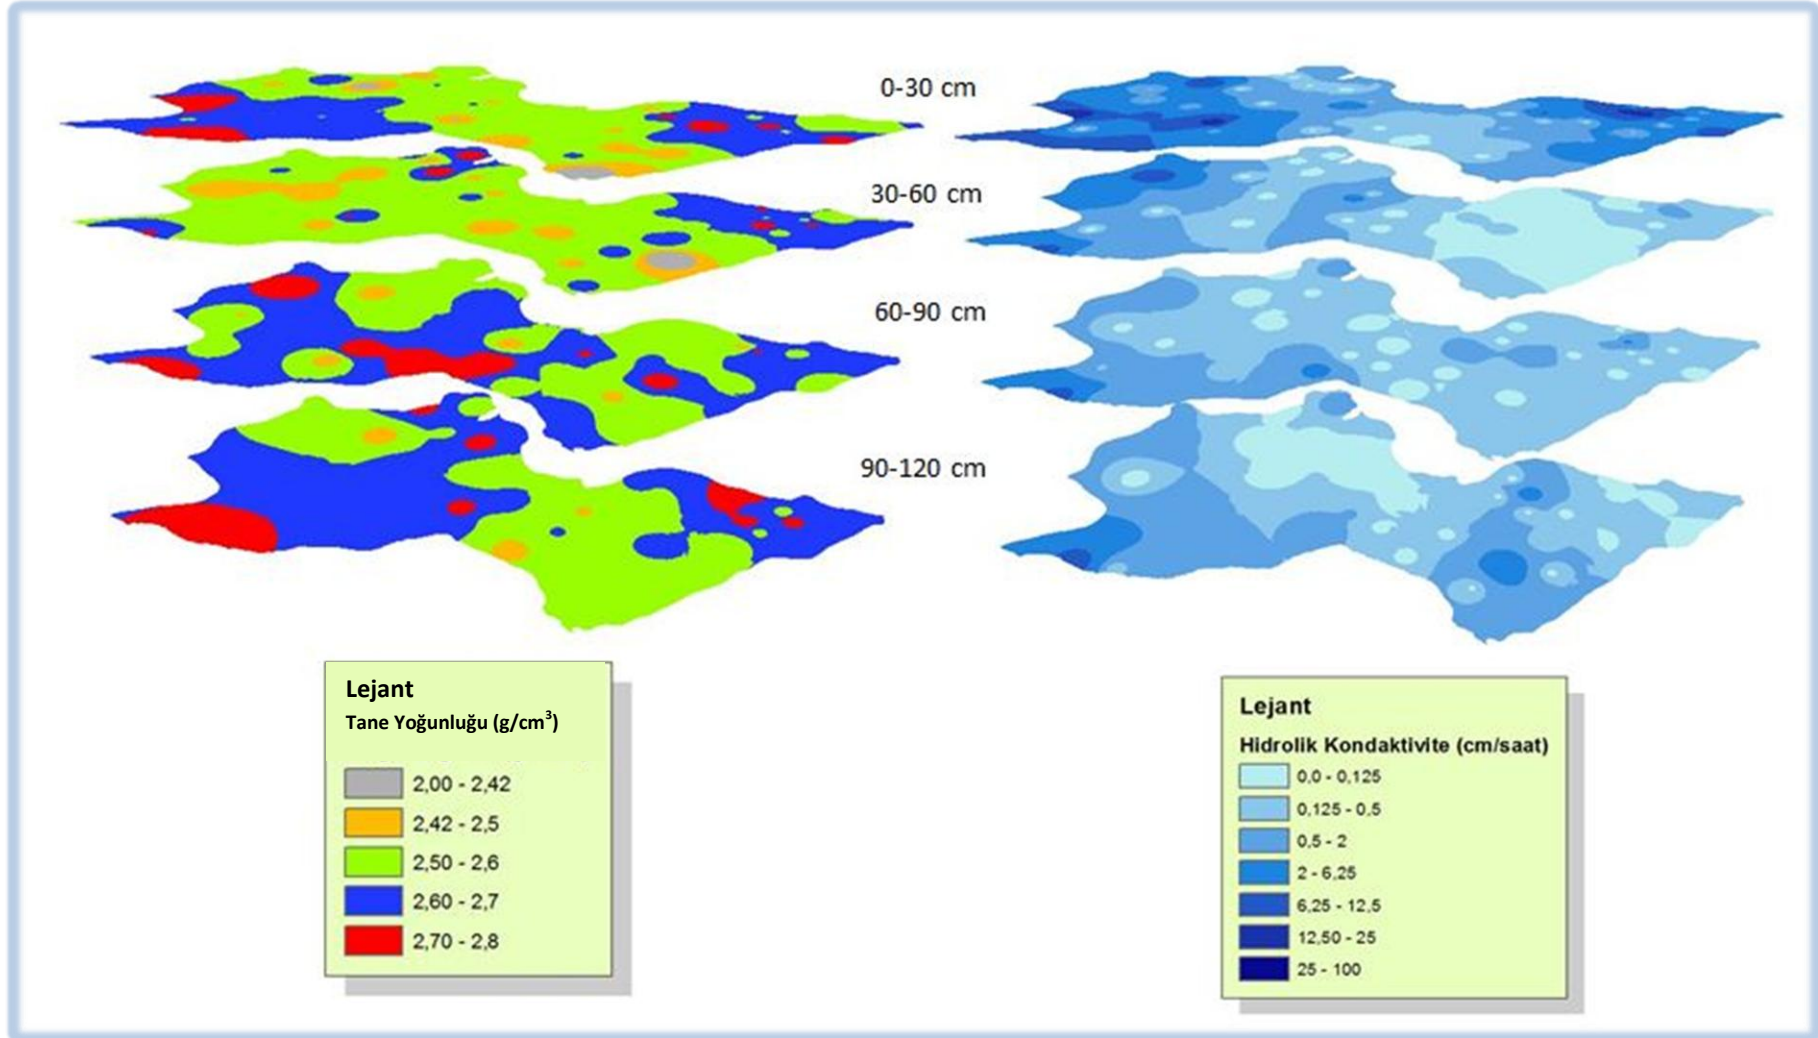 0-30 cm
30-60 cm
60-90 cm
90-120 cm
Lejant
Tane Yoğunluğu (g/cm³)
2,00 - 2,42
2,42 - 2,5
2,50 - 2,6
2,60 - 2,7
2,70 - 2,8
Lejant
Hidrolik Kondaktivite (cm/saat)
0,0 - 0,125
0,125 - 0,5
0,5 - 2
2 - 6,25
6,25 - 12,5
12,50 - 25
25 - 100